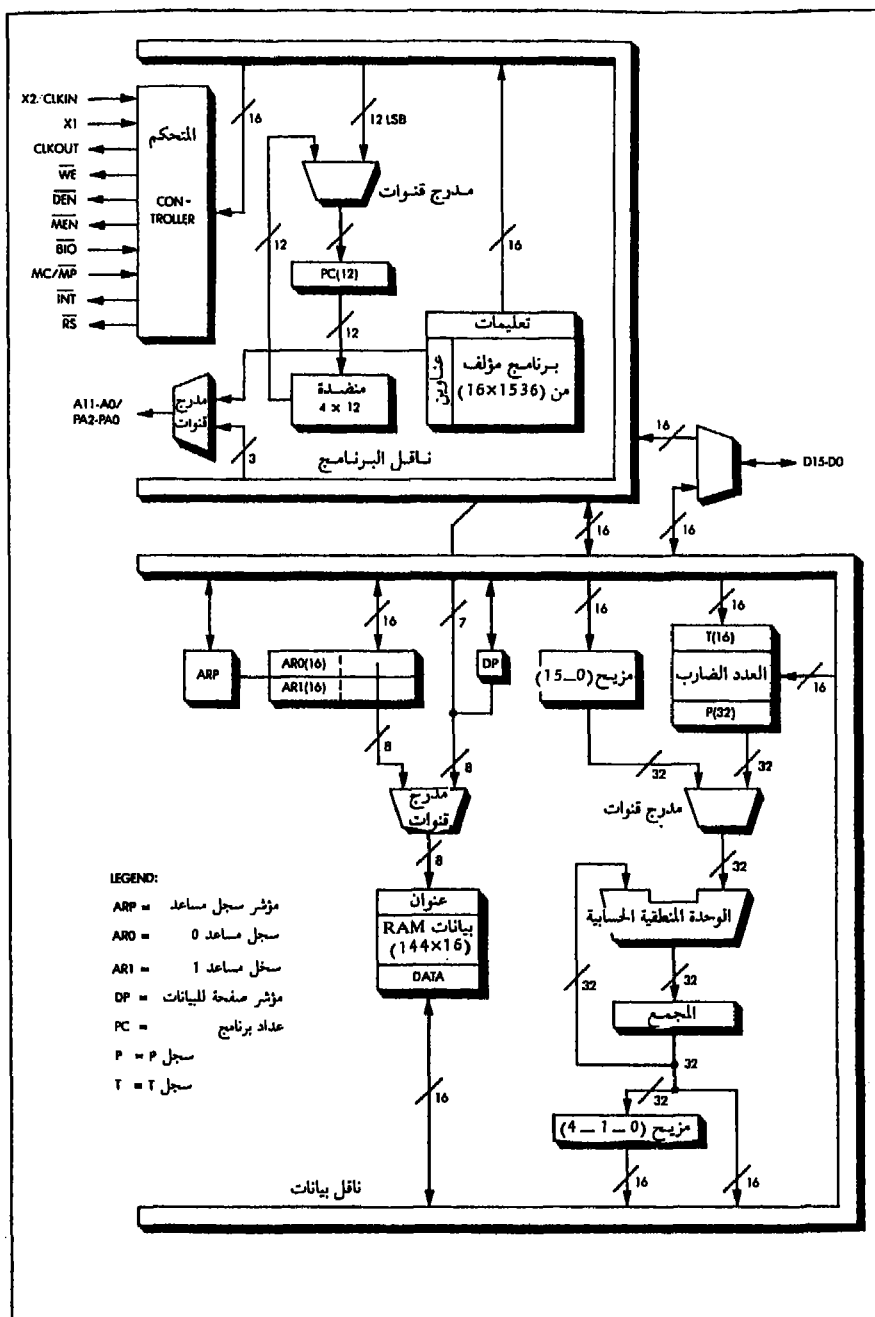 16
12 LSB
X2/CLKIN
X1
CLKOUT
WE
DEN
MEN
BIO
MC/MP
INT
RS
المتحكم
CON-
TROLLER
مدرج قنوات
12
16
PC(12)
12
تعليمات
عناوين
برنامج مؤلف
من (16×1536)
منضدة
4 × 12
A11-A0/
PA2-PA0
مدرج
قنوات
3
ناقل البرنامج
16
D15-D0
16
16
16
7
16
16
ARP
AR0(16)
AR1(16)
DP
مزيح (0_15)
T(16)
العدد الضارب
P(32)
16
8
8
32
32
مدرج
قنوات
مدرج قنوات
8
32
عنوان
بيانات RAM
(144×16)
DATA
الوحدة المنطقية الحسابية
32
32
المجمع
32
32
16
مزيح (0 _ 1 _ 4)
16
16
ناقل بيانات
LEGEND:
ARP = مؤشر سجل مساعد
AR0 = سجل مساعد 0
AR1 = سخل مساعد 1
DP = مؤشر صفحة للبيانات
PC = عداد برنامج
P = سجل P
T = سجل T